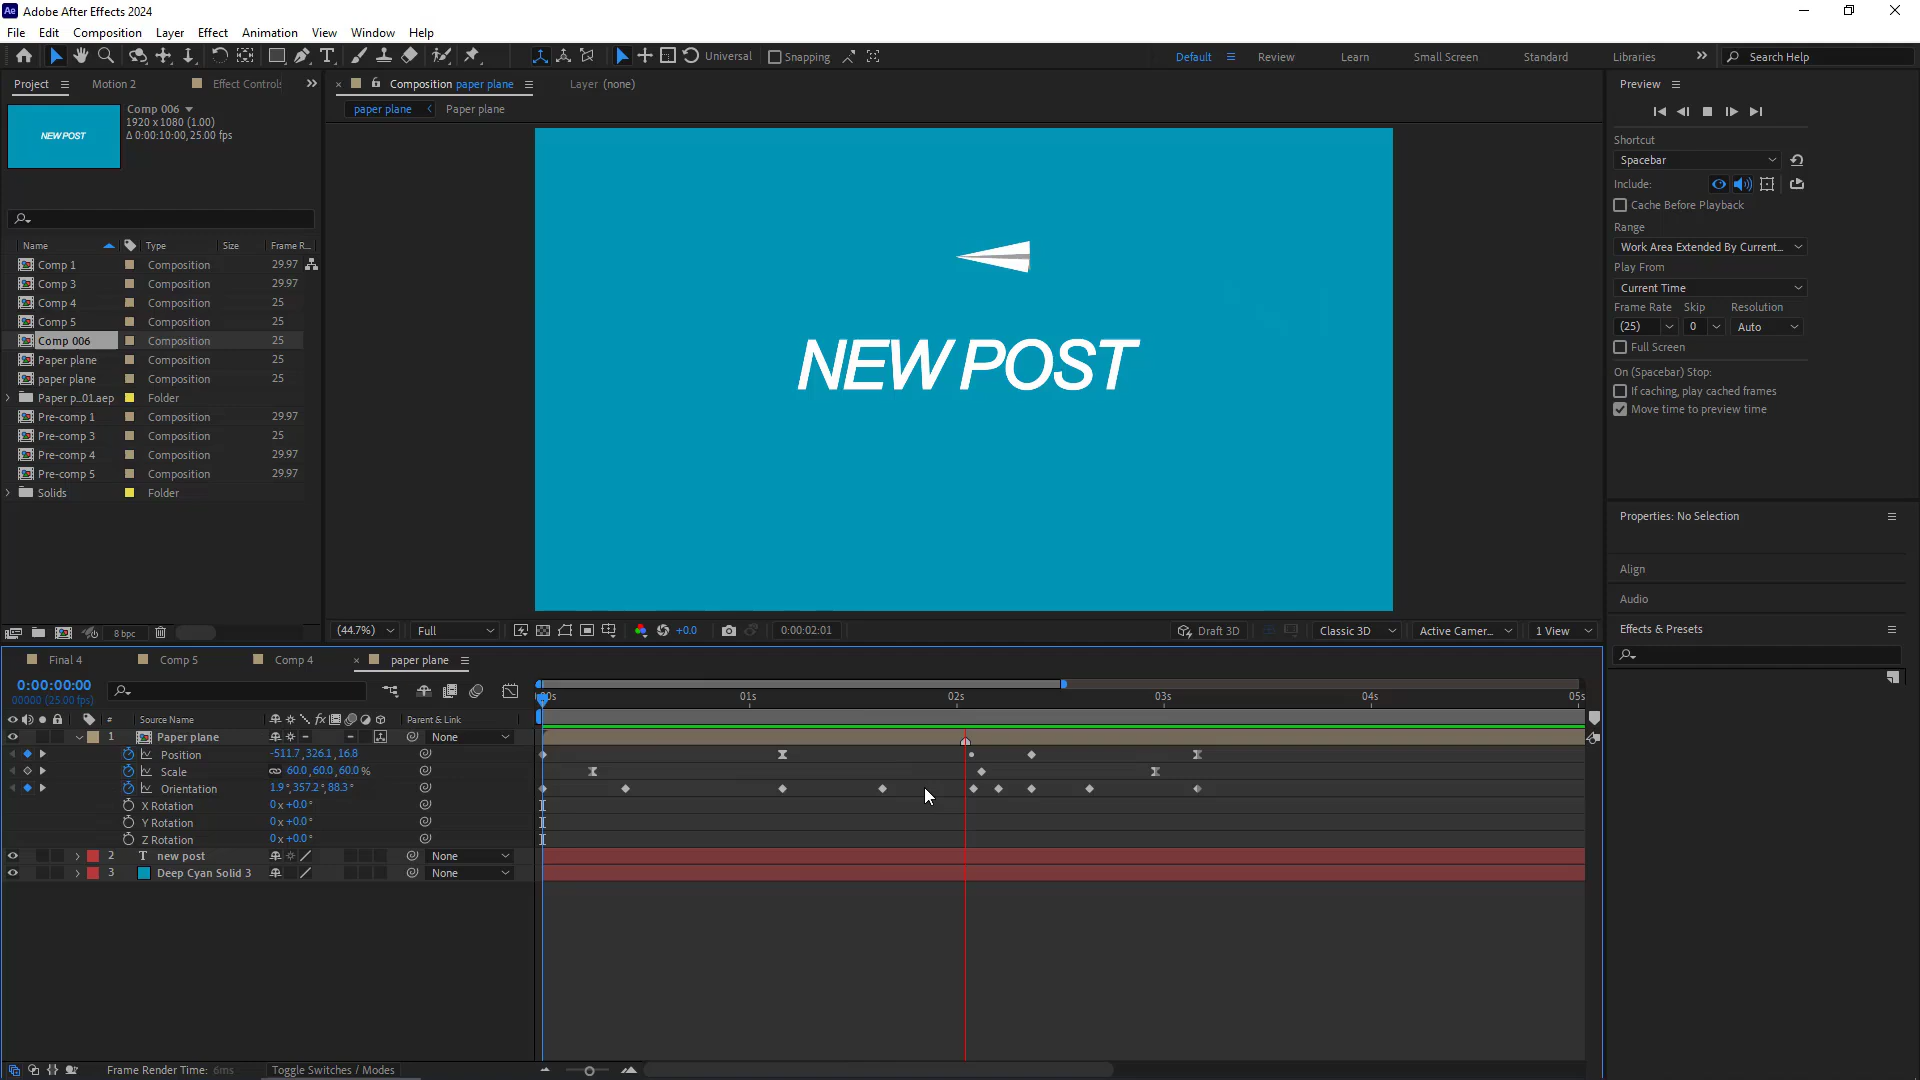 Ae Adobe After Effects 2024
File Edit Composition Layer Effect Animation View Window Help
Universal Snapping Default Review Learn Small Screen Standard Libraries Search Help
Project Motion 2 Effect Controls
Comp 006
1920 x 1080 (1.00)
Δ 0:00:10:00, 25.00 fps
NEW POST
Name Type Size Frame R...
Comp 1 Composition 29.97
Comp 3 Composition 29.97
Comp 4 Composition 25
Comp 5 Composition 25
Comp 006 Composition 25
Paper plane Composition 25
paper plane Composition 25
Paper p...01.aep Folder
Pre-comp 1 Composition 29.97
Pre-comp 3 Composition 25
Pre-comp 4 Composition 29.97
Pre-comp 5 Composition 29.97
Solids Folder
8 bpc
Composition paper plane Layer (none)
paper plane Paper plane
NEW POST
(44.7%) Full +0.0 0:00:02:01 Draft 3D Classic 3D Active Camer... 1 View
Preview
Shortcut
Spacebar
Include:
Cache Before Playback
Range
Work Area Extended By Current...
Play From
Current Time
Frame Rate Skip Resolution
(25) 0 Auto
Full Screen
On (Spacebar) Stop:
If caching, play cached frames
Move time to preview time
Properties: No Selection
Align
Audio
Effects & Presets
Final 4 Comp 5 Comp 4 paper plane
0:00:00:00
00000 (25.00 fps)
:00s 01s 02s 03s 04s 05s
# Source Name fx Parent & Link
1 Paper plane None
Position -511.7, 326.1, 16.8
Scale 60.0, 60.0, 60.0%
Orientation 1.9°, 357.2°, 88.3°
X Rotation 0x+0.0°
Y Rotation 0x+0.0°
Z Rotation 0x+0.0°
2 T new post None
3 Deep Cyan Solid 3 None
Frame Render Time: 6ms Toggle Switches / Modes